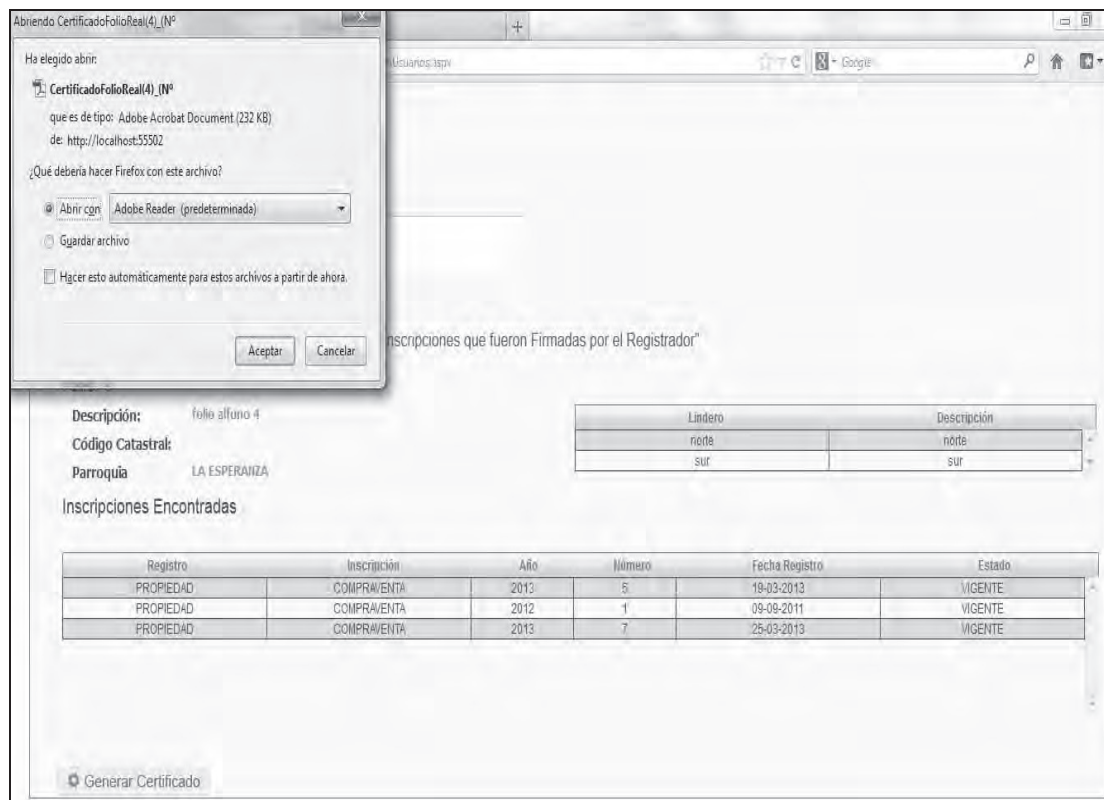 Abriendo CertificadoFolioReal(4)_(Nº
Ha elegido abrir:
CertificadoFolioReal(4)_(Nº
que es de tipo: Adobe Acrobat Document (232 KB)
de: http://localhost:55502
¿Qué debería hacer Firefox con este archivo?
Abrir con Adobe Reader (predeterminada)
Guardar archivo
Hacer esto automáticamente para estos archivos a partir de ahora.
Aceptar Cancelar
Usuarios.aspx
Google
nscripciones que fueron Firmadas por el Registrador"
Descripción: folio alfuno 4
Código Catastral:
Parroquia LA ESPERANZA
Lindero Descripción
norte norte
sur sur
Inscripciones Encontradas
Registro Inscripción Año Número Fecha Registro Estado
PROPIEDAD COMPRAVENTA 2013 5 19-03-2013 VIGENTE
PROPIEDAD COMPRAVENTA 2012 1 09-09-2011 VIGENTE
PROPIEDAD COMPRAVENTA 2013 7 25-03-2013 VIGENTE
Generar Certificado